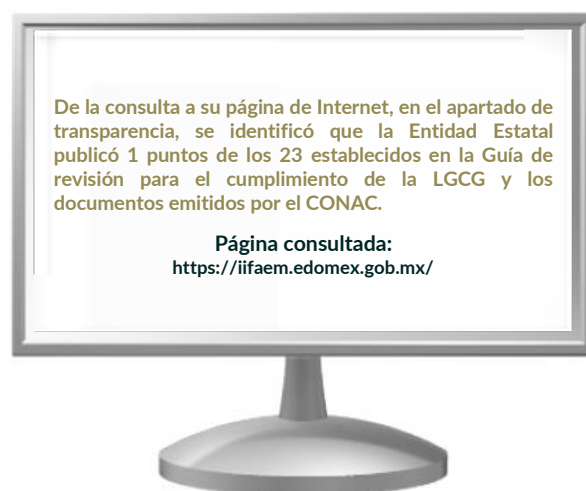 De la consulta a su página de Internet, en el apartado de
transparencia, se identificó que la Entidad Estatal
publicó 1 puntos de los 23 establecidos en la Guía de
revisión para el cumplimiento de la LGCG y los
documentos emitidos por el CONAC.
Página consultada:
https://iifaem.edomex.gob.mx/